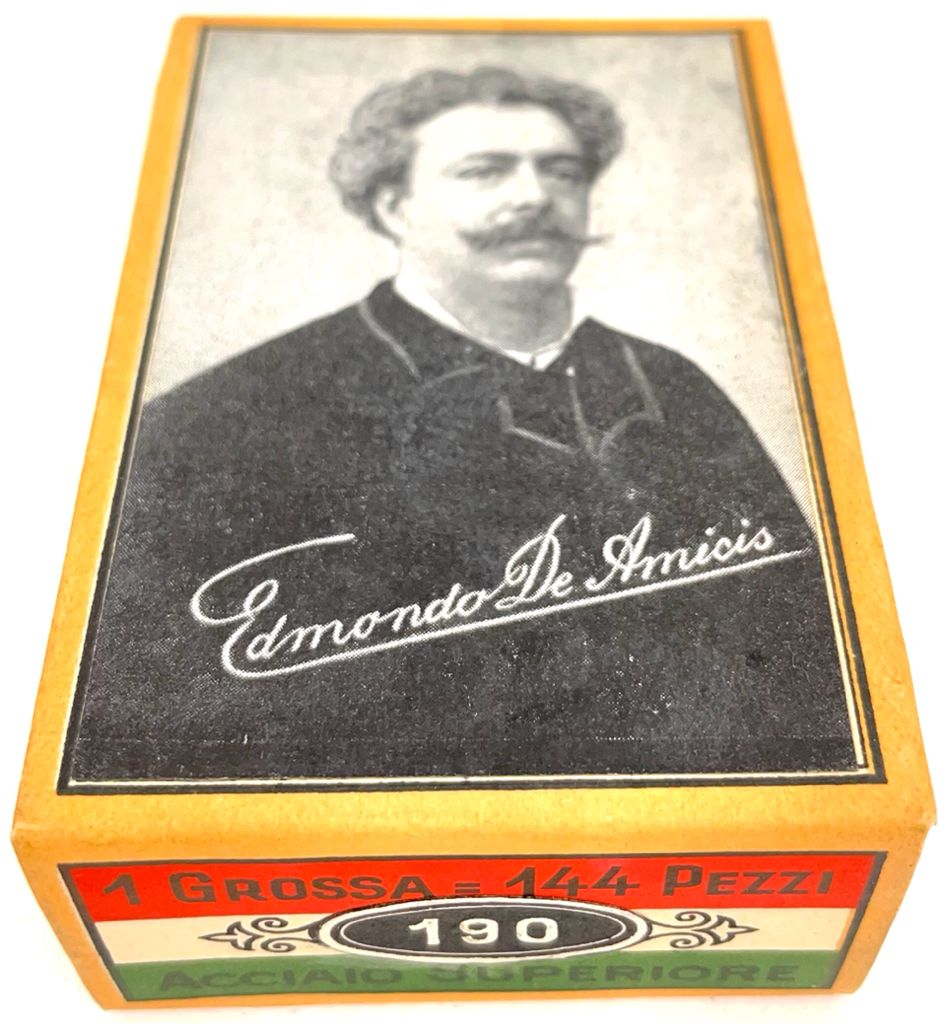 Edmondo De Amicis
1 GROSSA = 144 PEZZI
190
ACCIAIO SUPERIORE